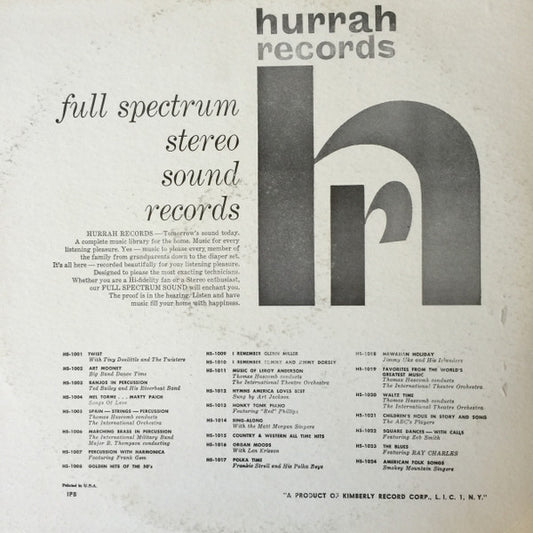 hurrah
records
hr
full spectrum
stereo
sound
records
HURRAH RECORDS — Tomorrow's sound today.
A complete music library for the home. Music for every
listening pleasure. Yes — music to please every member of
the family from grandparents down to the diaper set.
It's all here — recorded beautifully for your listening pleasure.
Designed to please the most exacting technicians.
Whether you are a Hi-fidelity fan or a Stereo enthusiast,
our FULL SPECTRUM SOUND will enchant you.
The proof is in the hearing. Listen and have
music fill your home with happiness.
HS-1001 TWIST
With Tiny Doolittle and The Twisters
HS-1002 ART MOONEY
Big Band Dance Time
HS-1003 BANJOS IN PERCUSSION
Ted Bailey and His Riverboat Band
HS-1004 MEL TORME . . . MARTY PAICH
Songs Of Love
HS-1005 SPAIN — STRINGS — PERCUSSION
Thomas Hascomb conducts
The International Orchestra
HS-1006 MARCHING BRASS IN PERCUSSION
The International Military Band
Major B. Thompson conducting
HS-1007 PERCUSSION WITH HARMONICA
Featuring Frank Gan
HS-1008 GOLDEN HITS OF THE 50's
HS-1009 I REMEMBER GLENN MILLER
HS-1010 I REMEMBER TOMMY AND JIMMY DORSEY
HS-1011 MUSIC OF LEROY ANDERSON
Thomas Hascomb conducts
The International Theatre Orchestra
HS-1012 HYMNS AMERICA LOVES BEST
Sung by Art Jackson
HS-1013 HONKY TONK PIANO
Featuring "Red" Phillips
HS-1014 SING-ALONG
With the Matt Morgan Singers
HS-1015 COUNTRY & WESTERN ALL TIME HITS
HS-1016 ORGAN MOODS
With Len Erikson
HS-1017 POLKA TIME
Frankie Stroll and His Polka Boys
HS-1018 HAWAIIAN HOLIDAY
Jimmy Uke and His Islanders
HS-1019 FAVORITES FROM THE WORLD'S
GREATEST MUSIC
Thomas Hascomb conducts
The International Theatre Orchestra
HS-1020 WALTZ TIME
Thomas Hascomb conducts
The International Theatre Orchestra
HS-1021 CHILDREN'S HOUR IN STORY AND SONG
The ABC's Players
HS-1022 SQUARE DANCES — WITH CALLS
Featuring Zeb Smith
HS-1023 THE BLUES
Featuring RAY CHARLES
HS-1024 AMERICAN FOLK SONGS
Smokey Mountain Singers
Printed in U.S.A.
IPS
"A PRODUCT OF KIMBERLY RECORD CORP., L. I. C. 1, N. Y."